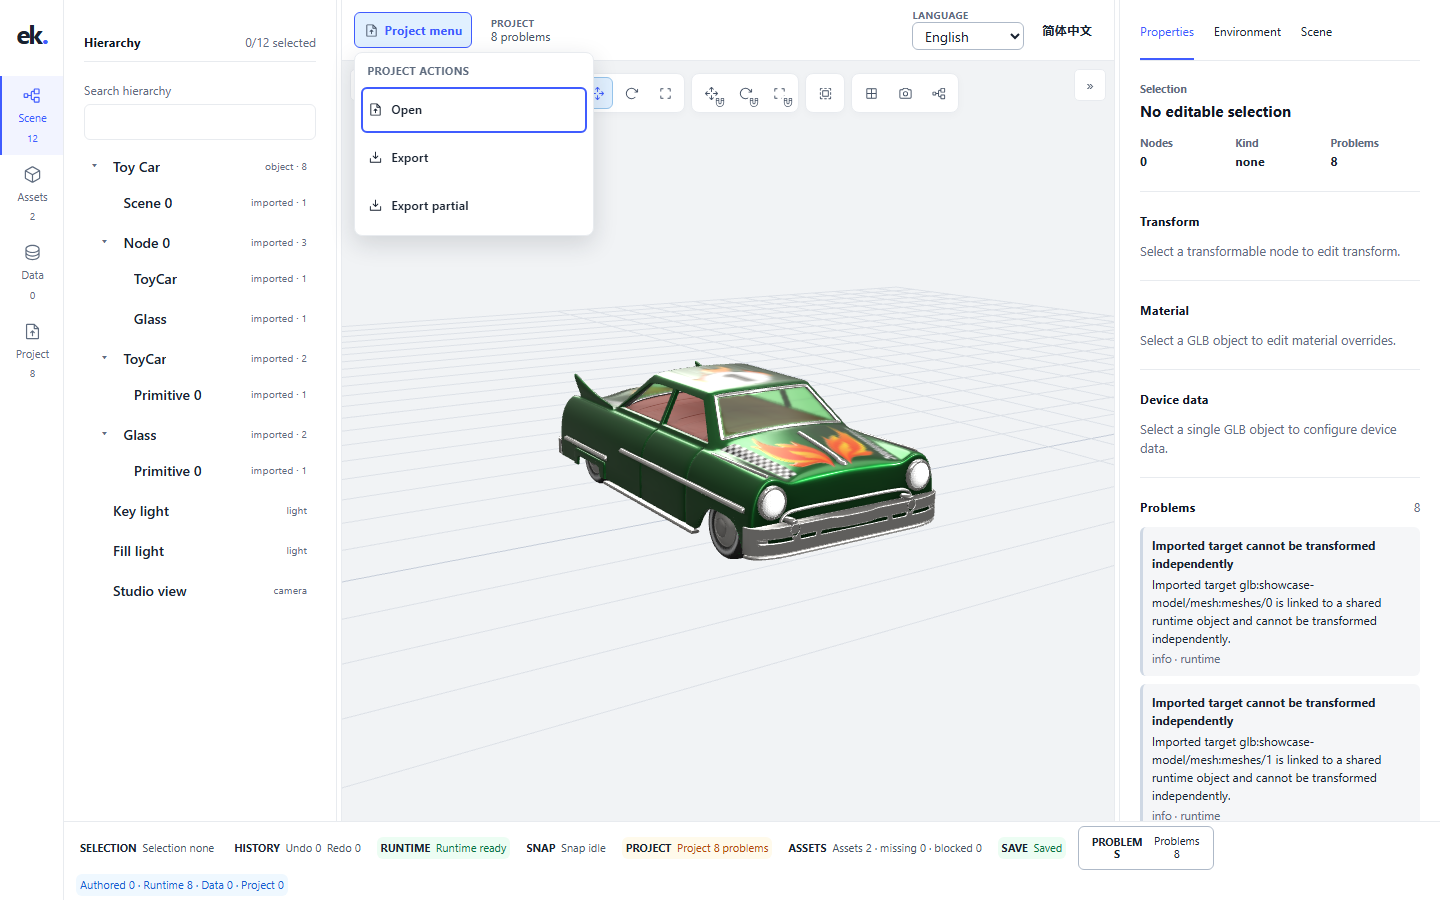 ek.
Scene
12
Assets
2
Data
0
Project
8
Hierarchy
0/12 selected
Search hierarchy
Toy Car
object · 8
Scene 0
imported · 1
Node 0
imported · 3
ToyCar
imported · 1
Glass
imported · 1
ToyCar
imported · 2
Primitive 0
imported · 1
Glass
imported · 2
Primitive 0
imported · 1
Key light
light
Fill light
light
Studio view
camera
Project menu
PROJECT
8 problems
LANGUAGE
English
简体中文
PROJECT ACTIONS
Open
Export
Export partial
»
Properties
Environment
Scene
Selection
No editable selection
Nodes
Kind
Problems
0
none
8
Transform
Select a transformable node to edit transform.
Material
Select a GLB object to edit material overrides.
Device data
Select a single GLB object to configure device
data.
Problems
8
Imported target cannot be transformed
independently
Imported target glb:showcase-
model/mesh:meshes/0 is linked to a shared
runtime object and cannot be transformed
independently.
info · runtime
Imported target cannot be transformed
independently
Imported target glb:showcase-
model/mesh:meshes/1 is linked to a shared
runtime object and cannot be transformed
independently.
info · runtime
SELECTION Selection none
HISTORY Undo 0 Redo 0
RUNTIME Runtime ready
SNAP Snap idle
PROJECT Project 8 problems
ASSETS Assets 2 · missing 0 · blocked 0
SAVE Saved
PROBLEM
S
Problems
8
Authored 0 · Runtime 8 · Data 0 · Project 0